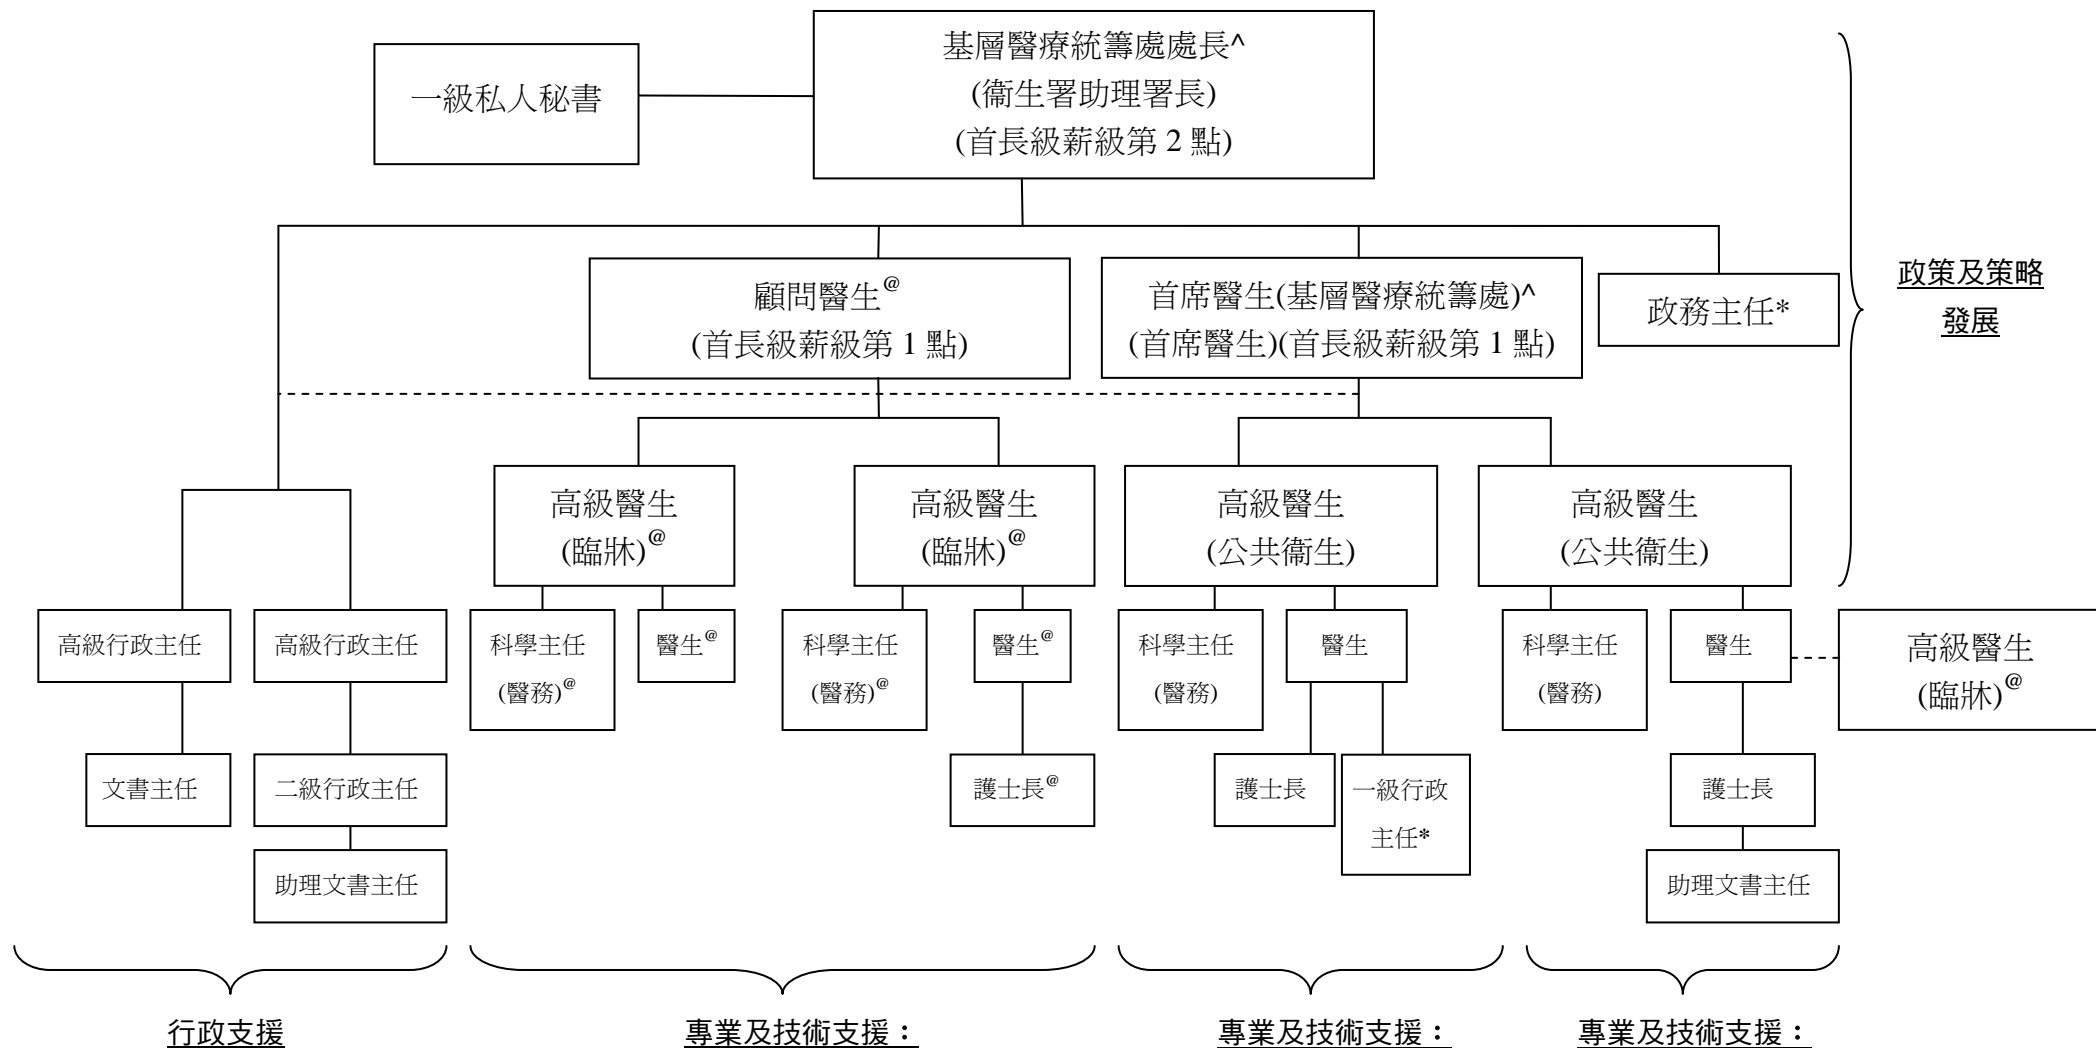 一級私人秘書
基層醫療統籌處處長^
(衞生署助理署長)
(首長級薪級第 2 點)
顧問醫生@
(首長級薪級第 1 點)
首席醫生(基層醫療統籌處)^
(首席醫生)(首長級薪級第 1 點)
政務主任*
政策及策略
發展
高級醫生
(臨牀)@
高級醫生
(臨牀)@
高級醫生
(公共衞生)
高級醫生
(公共衞生)
高級行政主任
高級行政主任
科學主任
(醫務)@
醫生@
科學主任
(醫務)@
醫生@
科學主任
(醫務)
醫生
科學主任
(醫務)
醫生
高級醫生
(臨牀)@
文書主任
二級行政主任
護士長@
護士長
一級行政
主任*
護士長
助理文書主任
助理文書主任
行政支援
專業及技術支援：
專業及技術支援：
專業及技術支援：